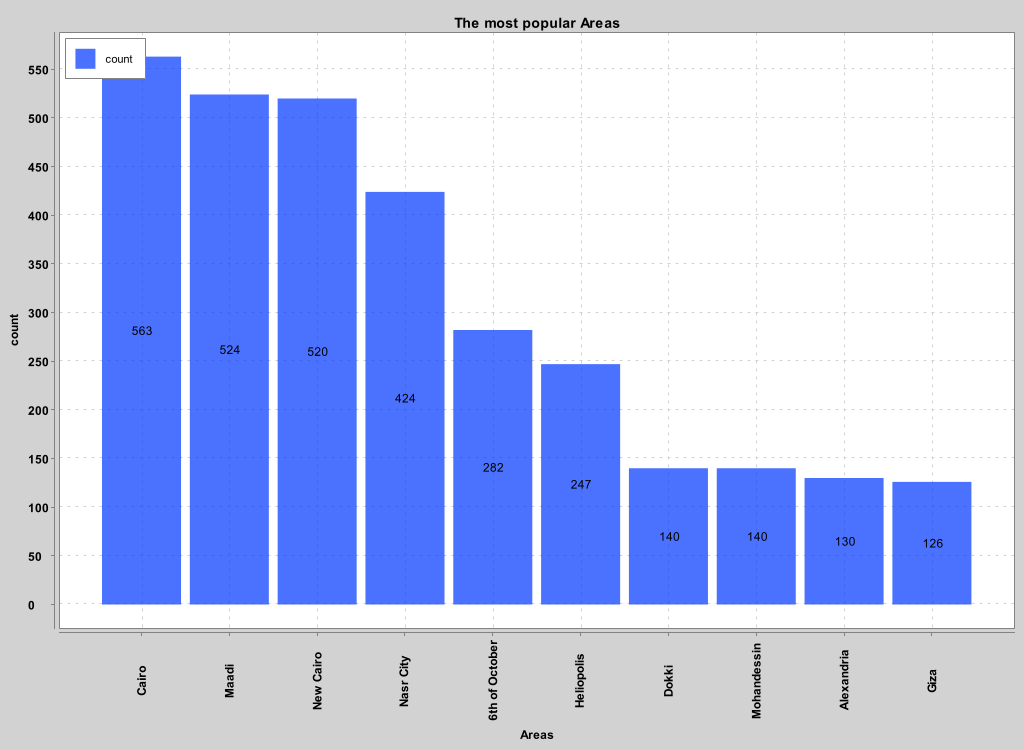 The most popular Areas
count
550
500
450
400
350
300
250
200
150
100
50
0
count
563
524
520
424
282
247
140
140
130
126
Cairo
Maadi
New Cairo
Nasr City
6th of October
Heliopolis
Dokki
Mohandessin
Alexandria
Giza
Areas